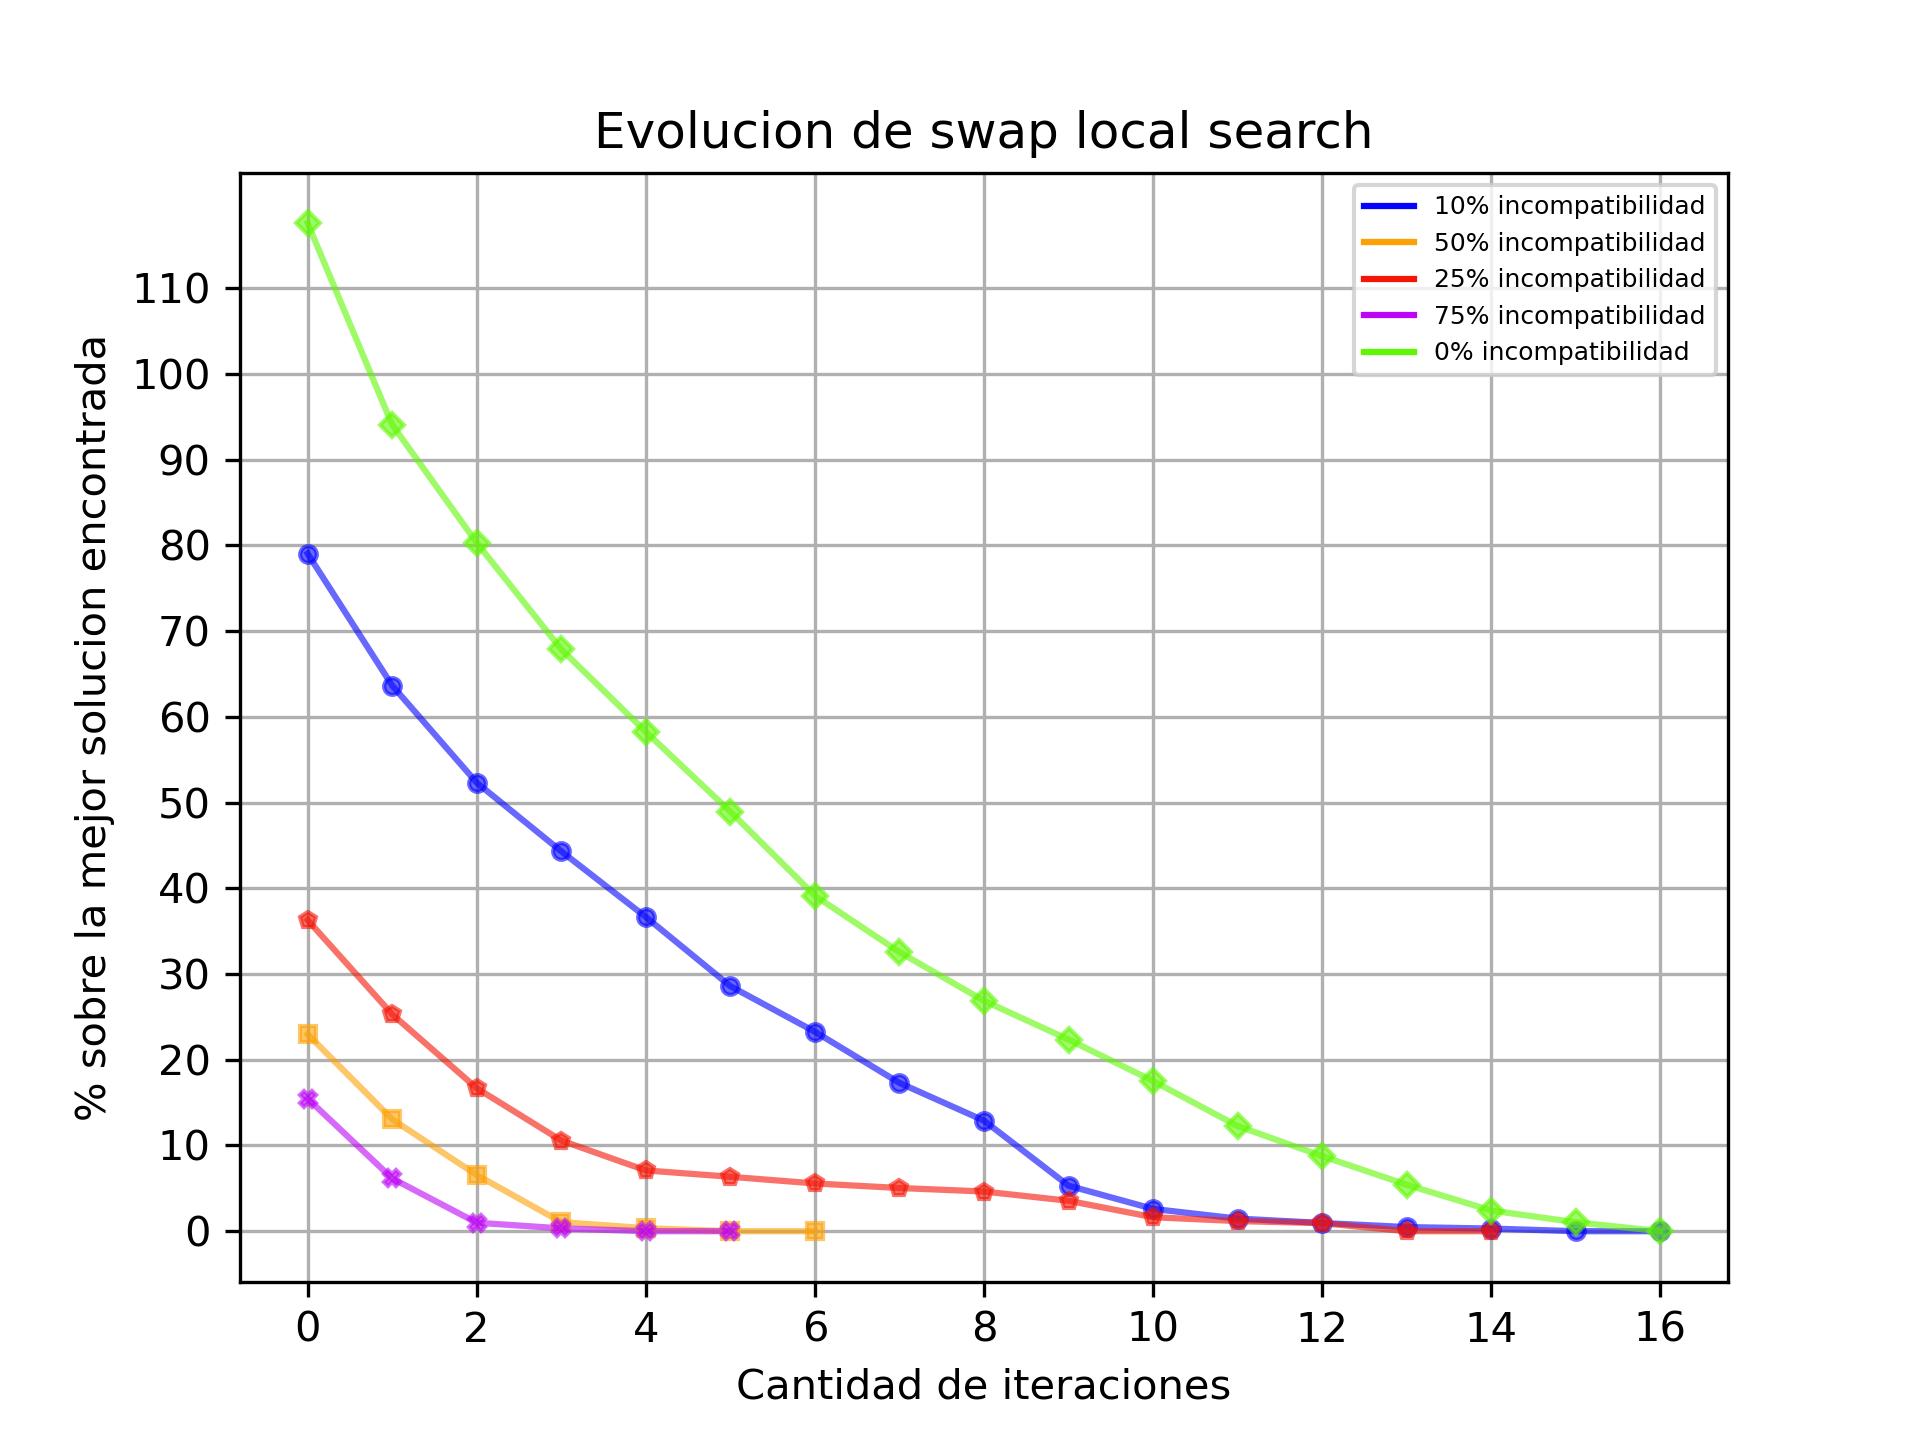 Evolucion de swap local search
10% incompatibilidad
50% incompatibilidad
25% incompatibilidad
75% incompatibilidad
0% incompatibilidad
% sobre la mejor solucion encontrada
110
100
90
80
70
60
50
40
30
20
10
0
0 2 4 6 8 10 12 14 16
Cantidad de iteraciones